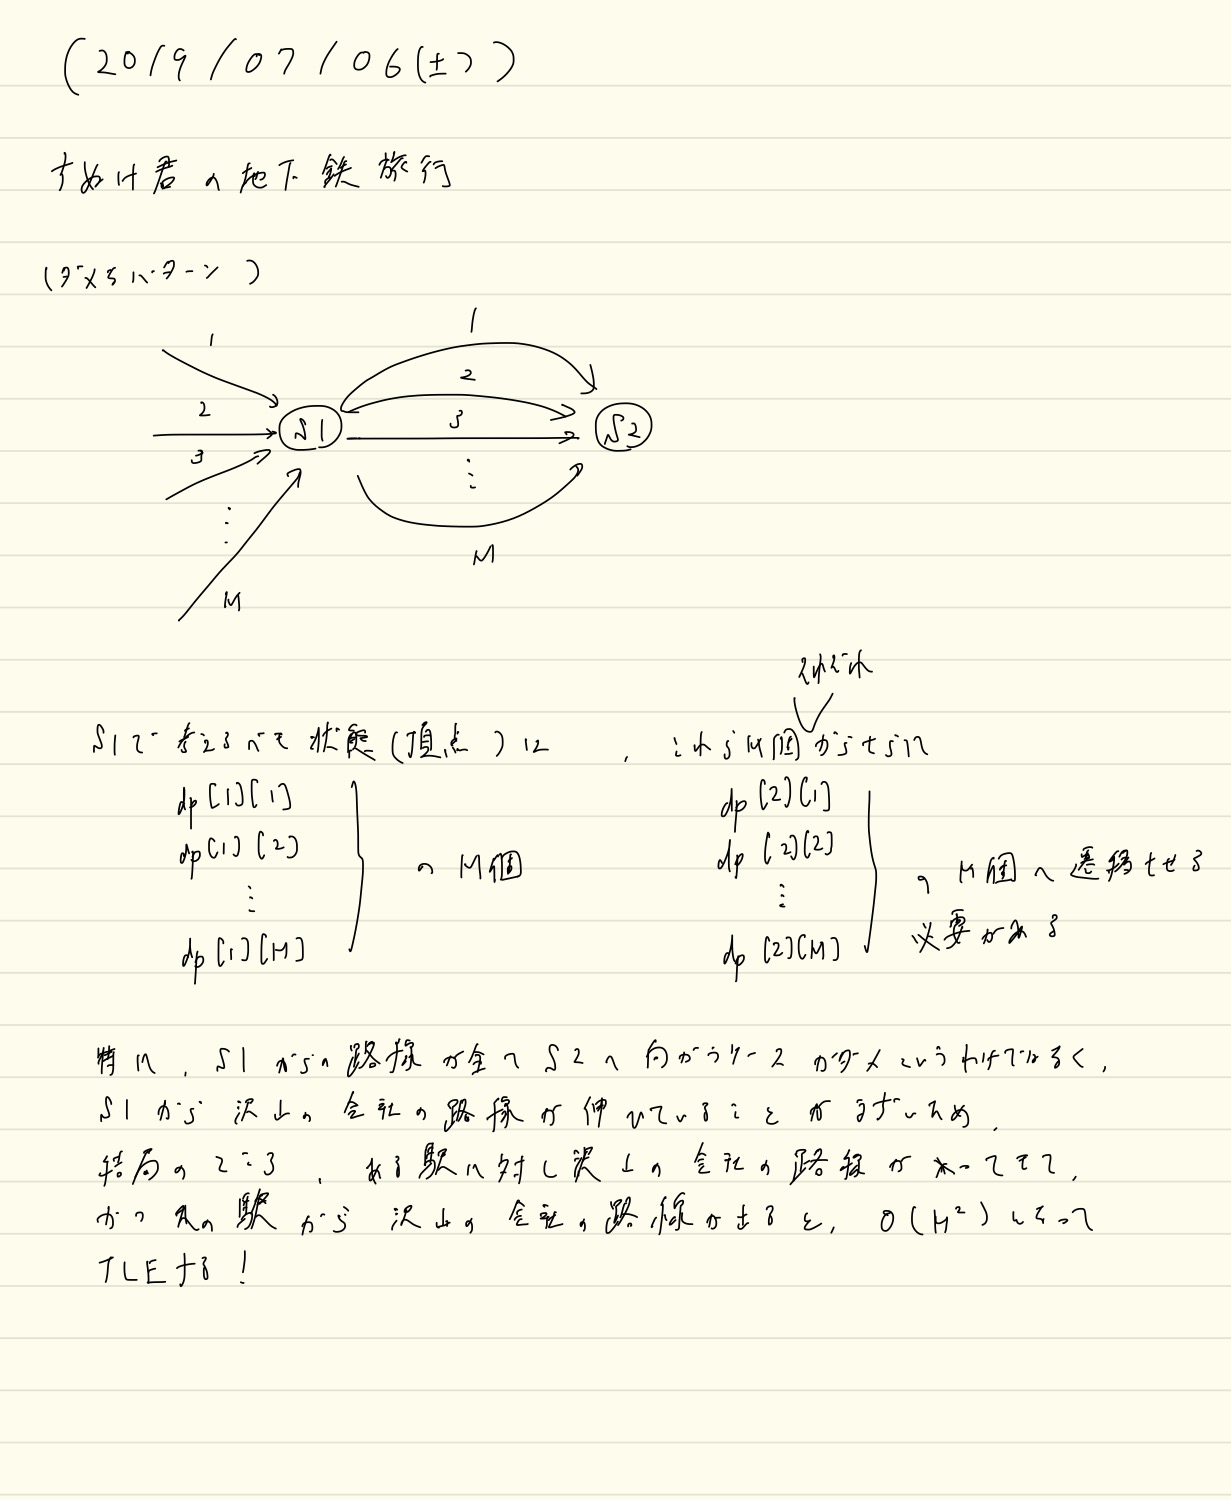 (2019/07/06(土))
すぬけ君の地下鉄旅行
(ダメなパターン)
1
1
2
2
3
3
S1
S2
⋮
⋮
M
M
それぞれ
S1で考えるべき状態(頂点)は、これらM個からさらに
dp[1][1]
dp[1][2]
⋮
dp[1][M]
のM個
dp[2][1]
dp[2][2]
⋮
dp[2][M]
のM個へ遷移させる
必要がある
特に、S1からの路線が全てS2へ向かうケースがダメというわけではなく、
S1から沢山の会社の路線が伸びていることがまずいため、
結局のところ、ある駅に対し沢山の会社の路線が入ってきて、
かつその駅から沢山の会社の路線が出ると、O(M²)となって
TLEする!